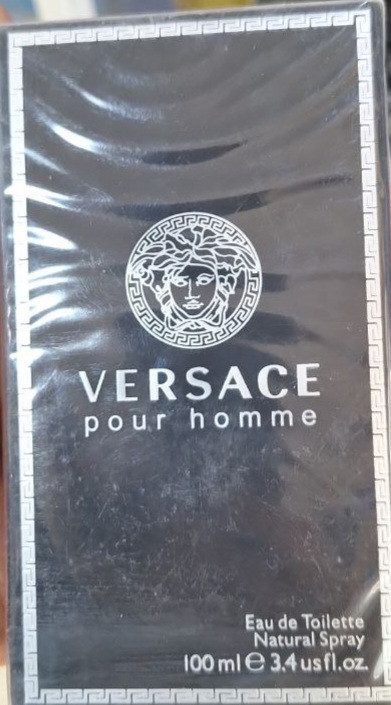 VERSACE
pour homme
Eau de Toilette
Natural Spray
100 ml ℮ 3.4 us fl.oz.